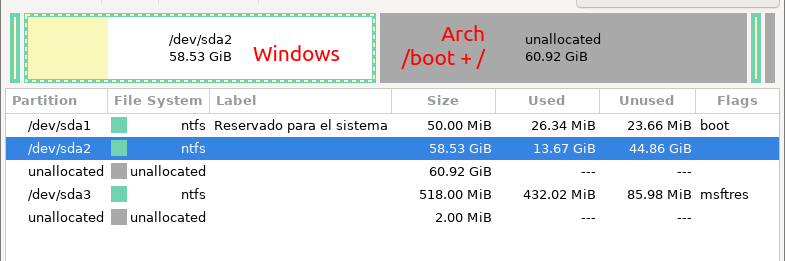 /dev/sda2
58.53 GiB
Windows
Arch
/boot + /
unallocated
60.92 GiB
Partition File System Label Size Used Unused Flags
/dev/sda1 ntfs Reservado para el sistema 50.00 MiB 26.34 MiB 23.66 MiB boot
/dev/sda2 ntfs 58.53 GiB 13.67 GiB 44.86 GiB
unallocated unallocated 60.92 GiB --- ---
/dev/sda3 ntfs 518.00 MiB 432.02 MiB 85.98 MiB msftres
unallocated unallocated 2.00 MiB --- ---